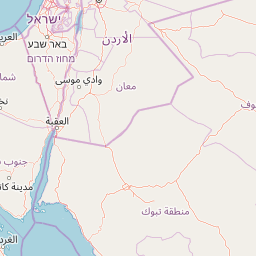 ישראל
الأردن
באר שבע
מחוז הדרום
وادي موسى
معان
العقبة
منطقة تبوك